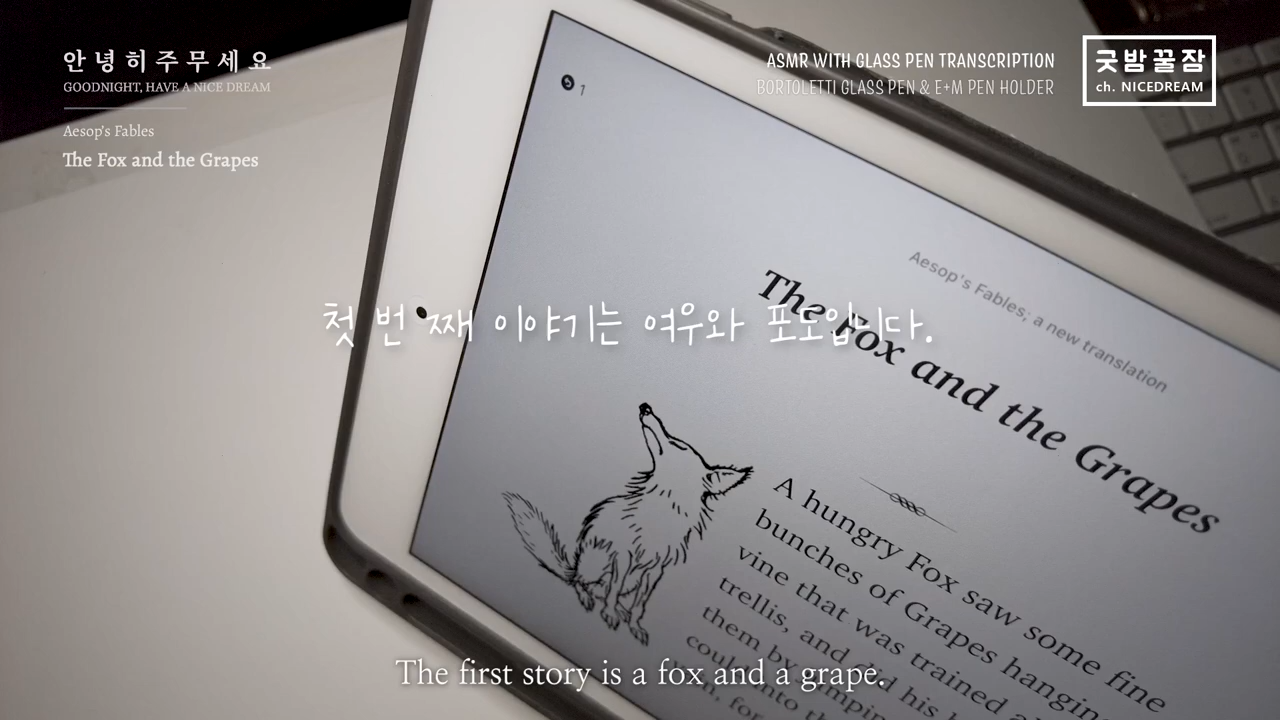 안녕히주무세요
GOODNIGHT, HAVE A NICE DREAM
Aesop's Fables
The Fox and the Grapes
ASMR WITH GLASS PEN TRANSCRIPTION
BORTOLETTI GLASS PEN & E+M PEN HOLDER
굿밤꿀잠
ch. NICEDREAM
1
Aesop's Fables, a new translation
The Fox and the Grapes
첫 번 째 이야기는 여우와 포도입니다.
A hungry Fox saw some fine
bunches of Grapes hanging
vine that was trained
trellis, and did his
them by
The first story is a fox and a grape.